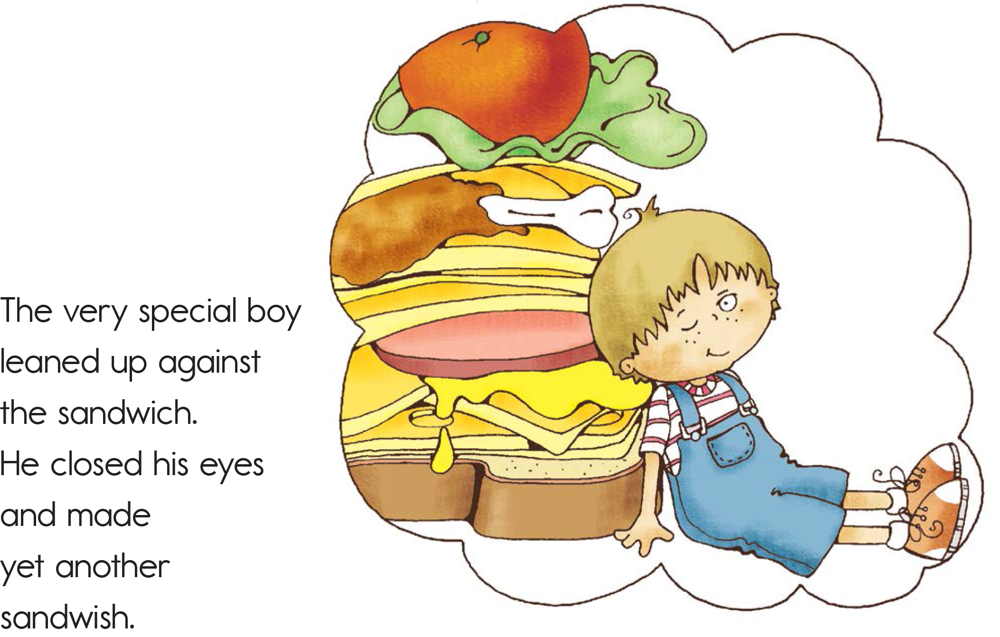 The very special boy
leaned up against
the sandwich.
He closed his eyes
and made
yet another
sandwish.